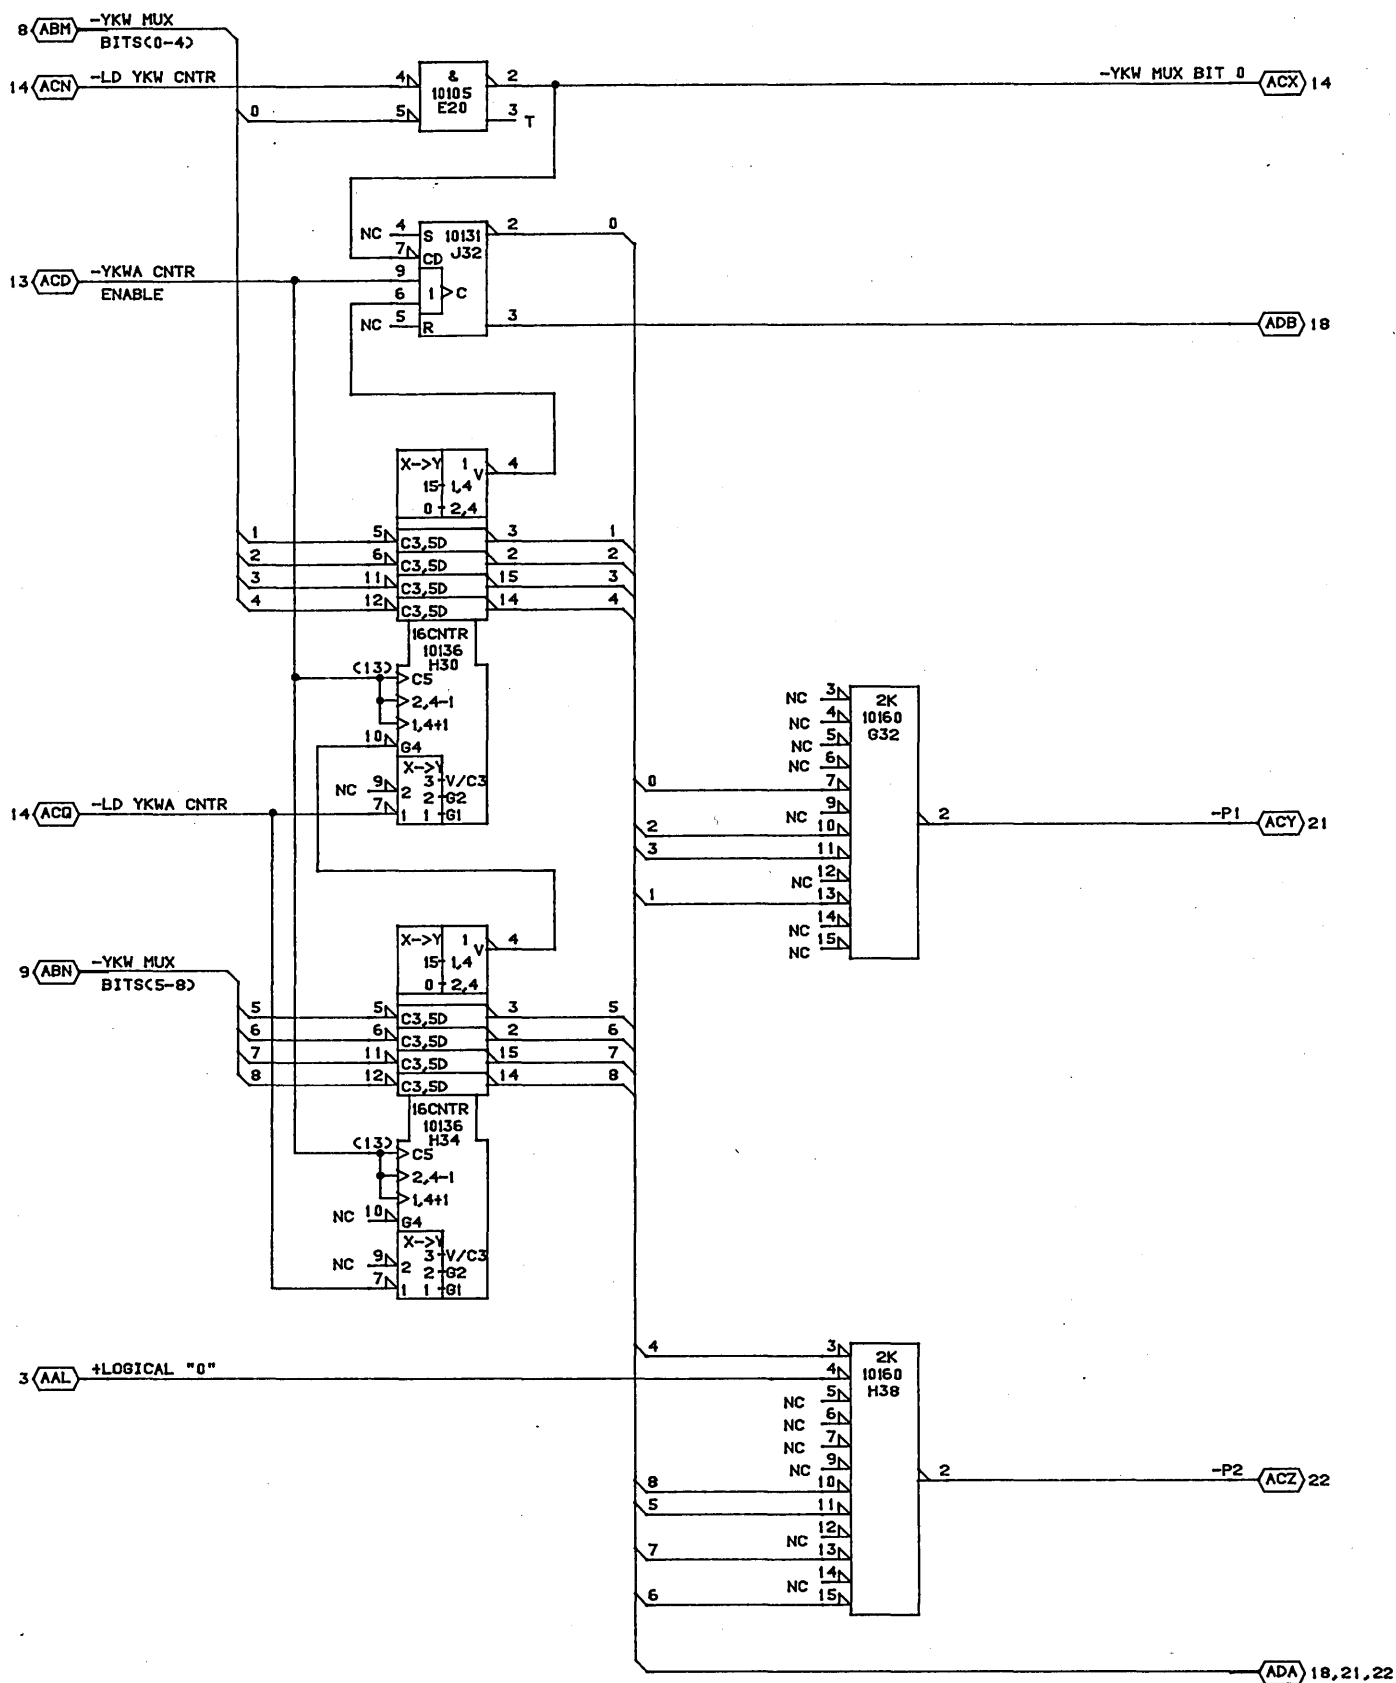 8 ABM -YKW MUX
BITS(0-4)
14 ACN -LD YKW CNTR
0
4 & 2
10105
5 E20 3 T
-YKW MUX BIT 0 ACX 14
NC 4 S 10131 2 0
7 CD J32
13 ACD -YKWA CNTR 9
ENABLE
6 1 C
NC 5 R 3
ADB 18
X->Y 1 V 4
15 1,4
0 2,4
1 5 C3,5D 3 1
2 6 C3,5D 2 2
3 11 C3,5D 15 3
4 12 C3,5D 14 4
16CNTR
10136
H30
(13) C5
2,4-1
1,4+1
10 G4
X->Y
NC 9 2 3 V/C3
2 G2
14 ACQ -LD YKWA CNTR 7 1 1 G1
NC 3 2K
NC 4 10160
NC 5 G32
NC 6
0 7
NC 9
2 10 2 -P1 ACY 21
3 11
NC 12
1 13
NC 14
NC 15
X->Y 1 V 4
15 1,4
0 2,4
9 ABN -YKW MUX
BITS(5-8)
5 5 C3,5D 3 5
6 6 C3,5D 2 6
7 11 C3,5D 15 7
8 12 C3,5D 14 8
16CNTR
10136
H34
(13) C5
2,4-1
1,4+1
NC 10 G4
X->Y
NC 9 2 3 V/C3
2 G2
7 1 1 G1
4 3 2K
3 AAL +LOGICAL "0" 4 10160
NC 5 H38
NC 6
NC 7
NC 9
8 10 2 -P2 ACZ 22
5 11
NC 12
7 13
NC 14
6 15
ADA 18,21,22